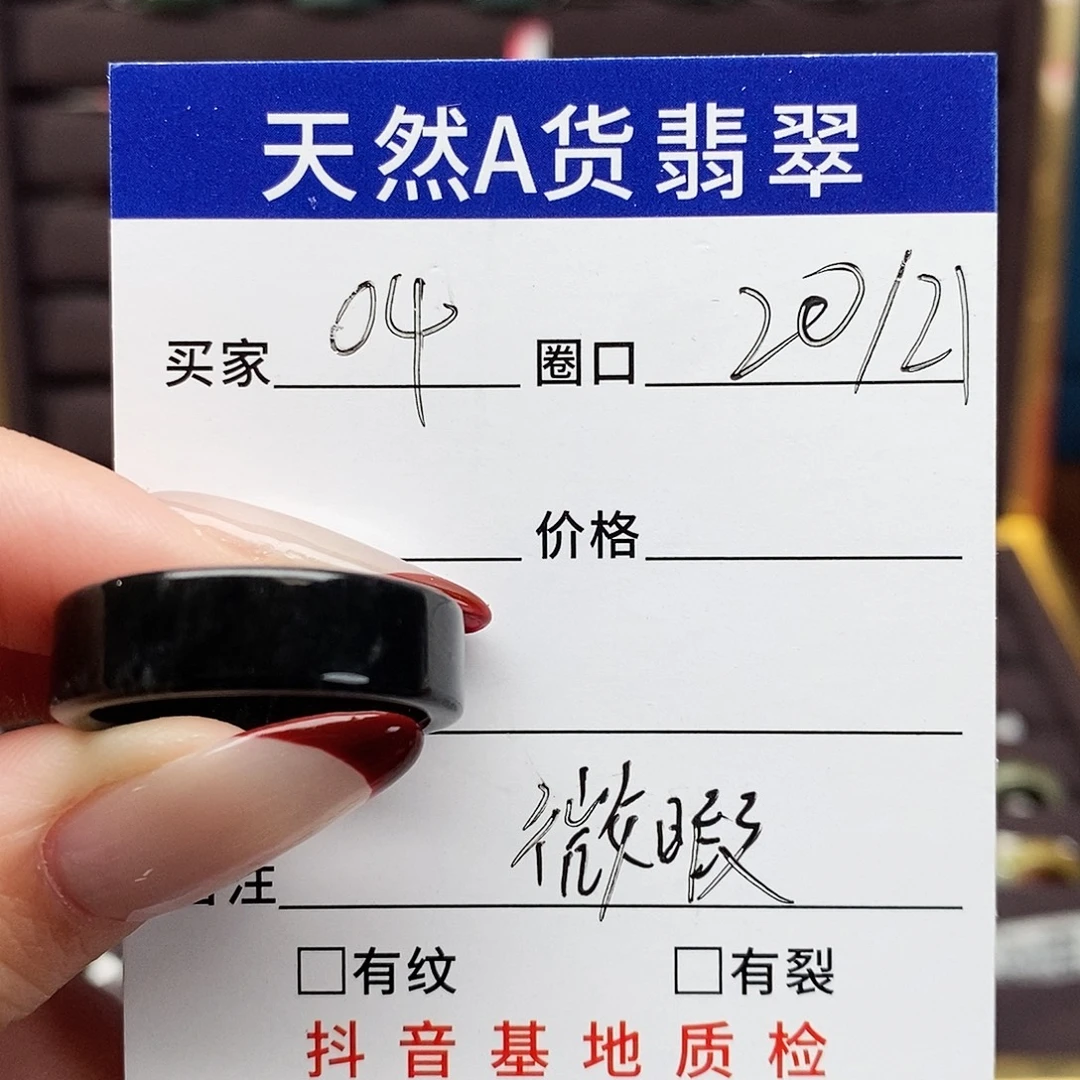 天然A货翡翠
买家 04 圈口 20/21
价格
微暇
注
□有纹 □有裂
抖音基地质检